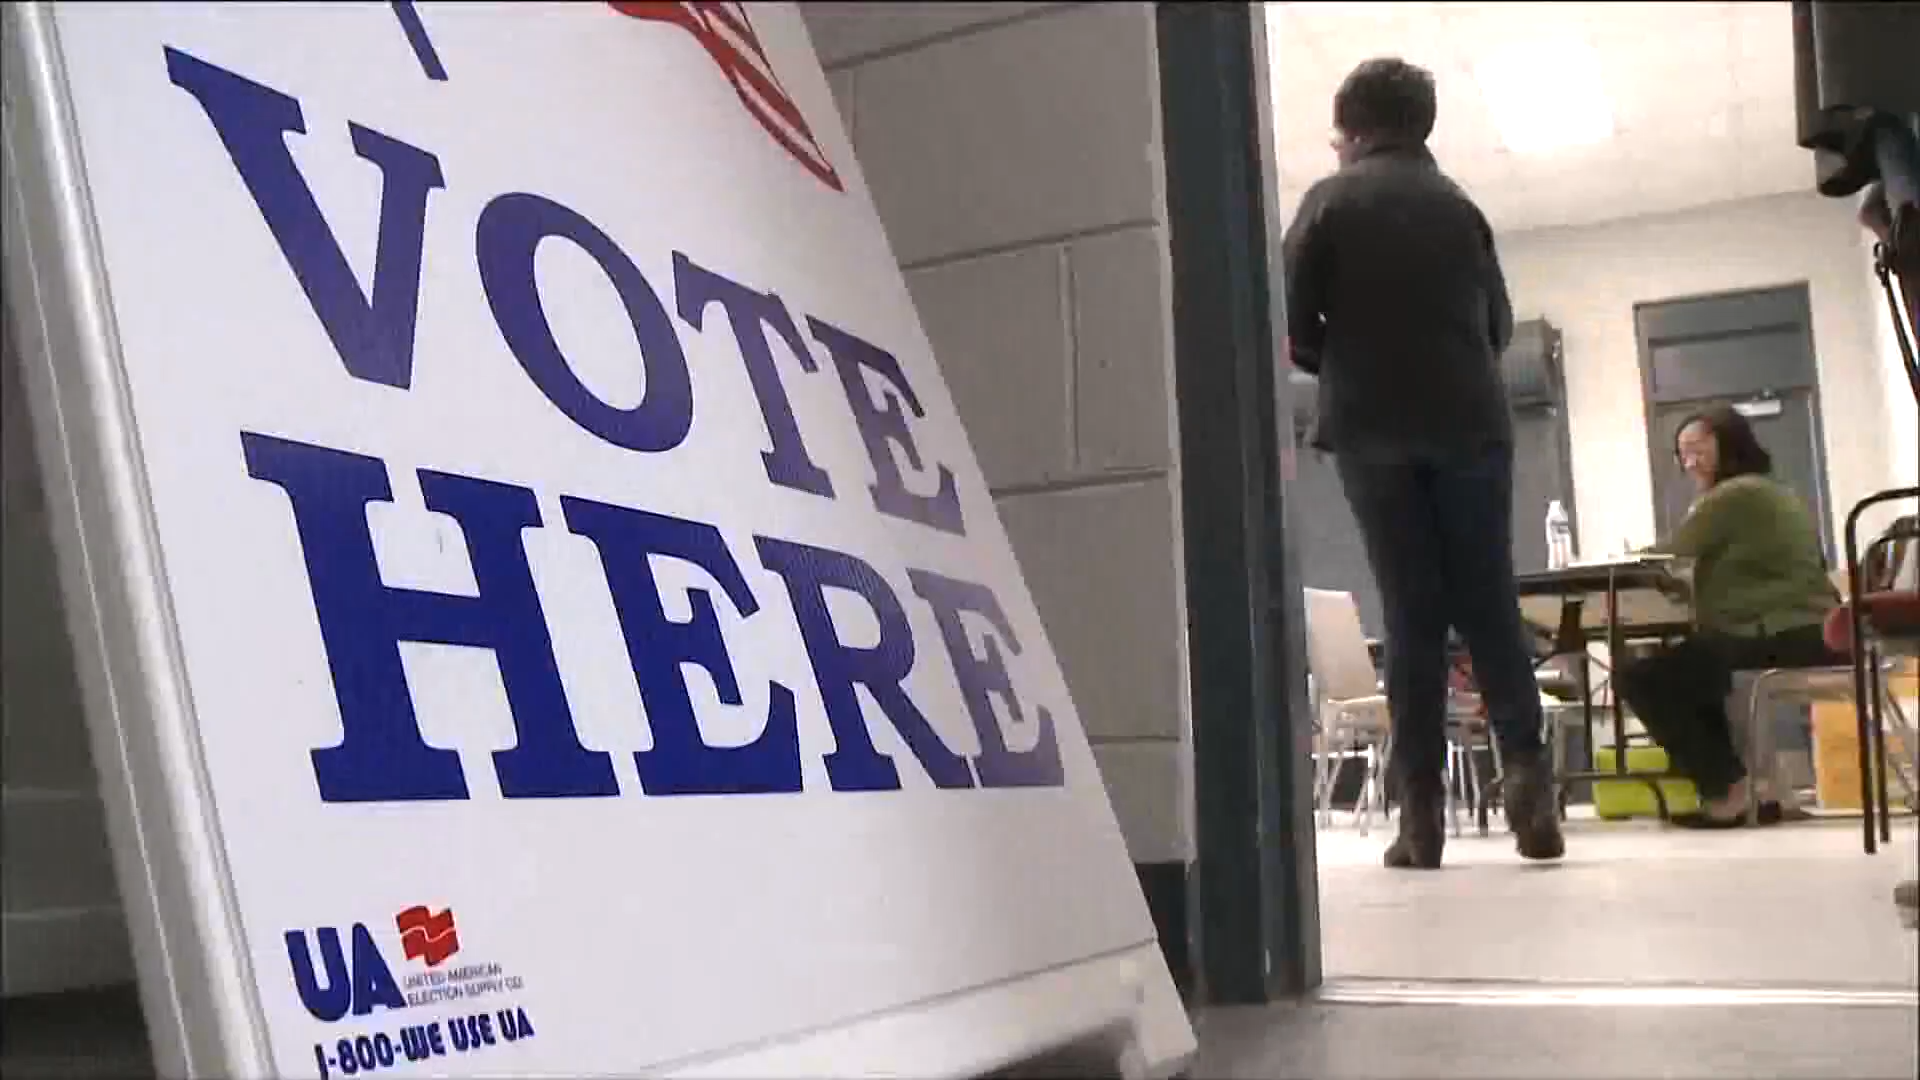 VOTE
HERE
UA
UNITED AMERICAN
ELECTION SUPPLY CO.
1-800-WE USE UA